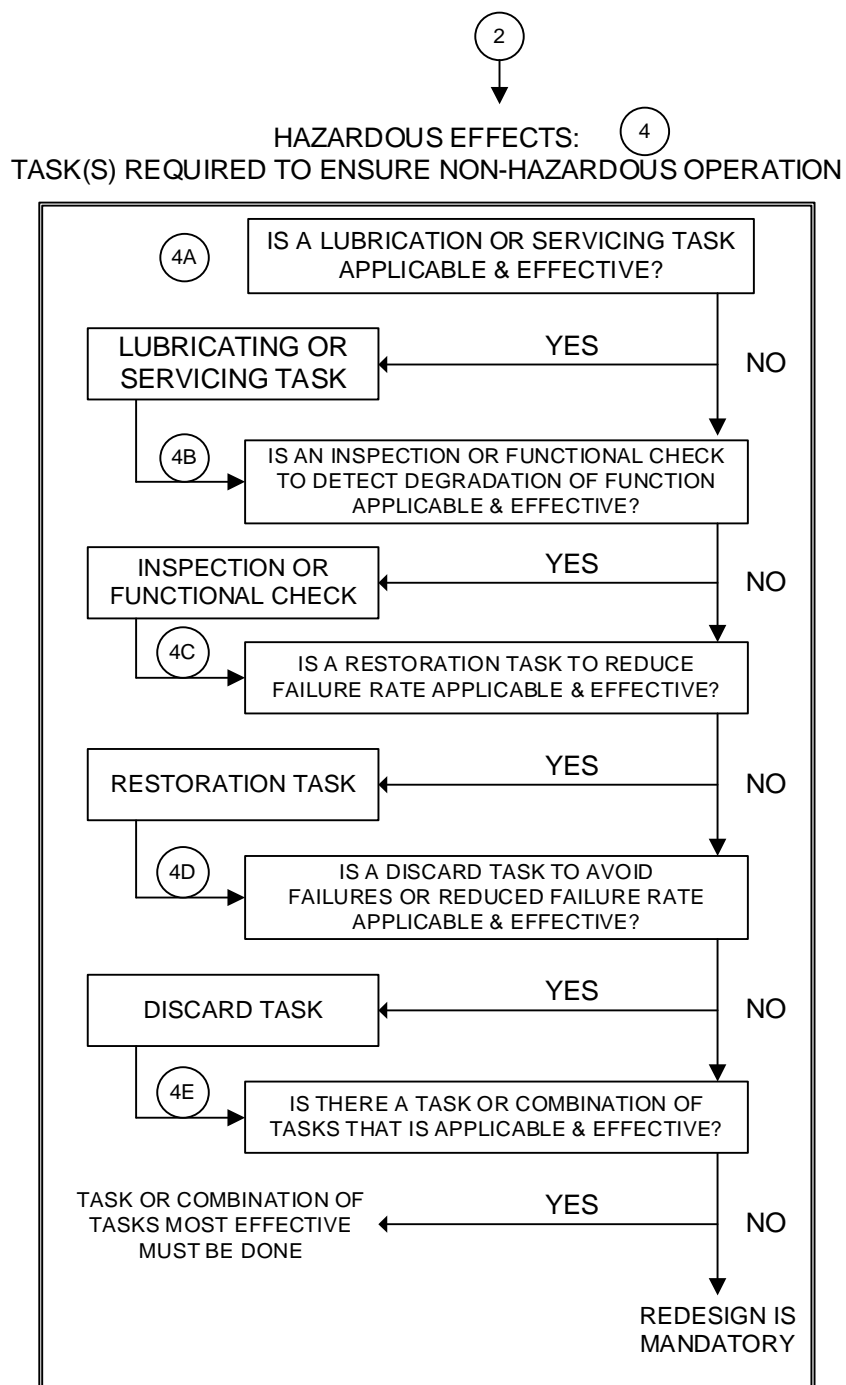 2
HAZARDOUS EFFECTS:
4
TASK(S) REQUIRED TO ENSURE NON-HAZARDOUS OPERATION
4A
IS A LUBRICATION OR SERVICING TASK
APPLICABLE & EFFECTIVE?
LUBRICATING OR
SERVICING TASK
YES
NO
4B
IS AN INSPECTION OR FUNCTIONAL CHECK
TO DETECT DEGRADATION OF FUNCTION
APPLICABLE & EFFECTIVE?
INSPECTION OR
FUNCTIONAL CHECK
YES
NO
4C
IS A RESTORATION TASK TO REDUCE
FAILURE RATE APPLICABLE & EFFECTIVE?
RESTORATION TASK
YES
NO
4D
IS A DISCARD TASK TO AVOID
FAILURES OR REDUCED FAILURE RATE
APPLICABLE & EFFECTIVE?
DISCARD TASK
YES
NO
4E
IS THERE A TASK OR COMBINATION OF
TASKS THAT IS APPLICABLE & EFFECTIVE?
TASK OR COMBINATION OF
TASKS MOST EFFECTIVE
MUST BE DONE
YES
NO
REDESIGN IS
MANDATORY